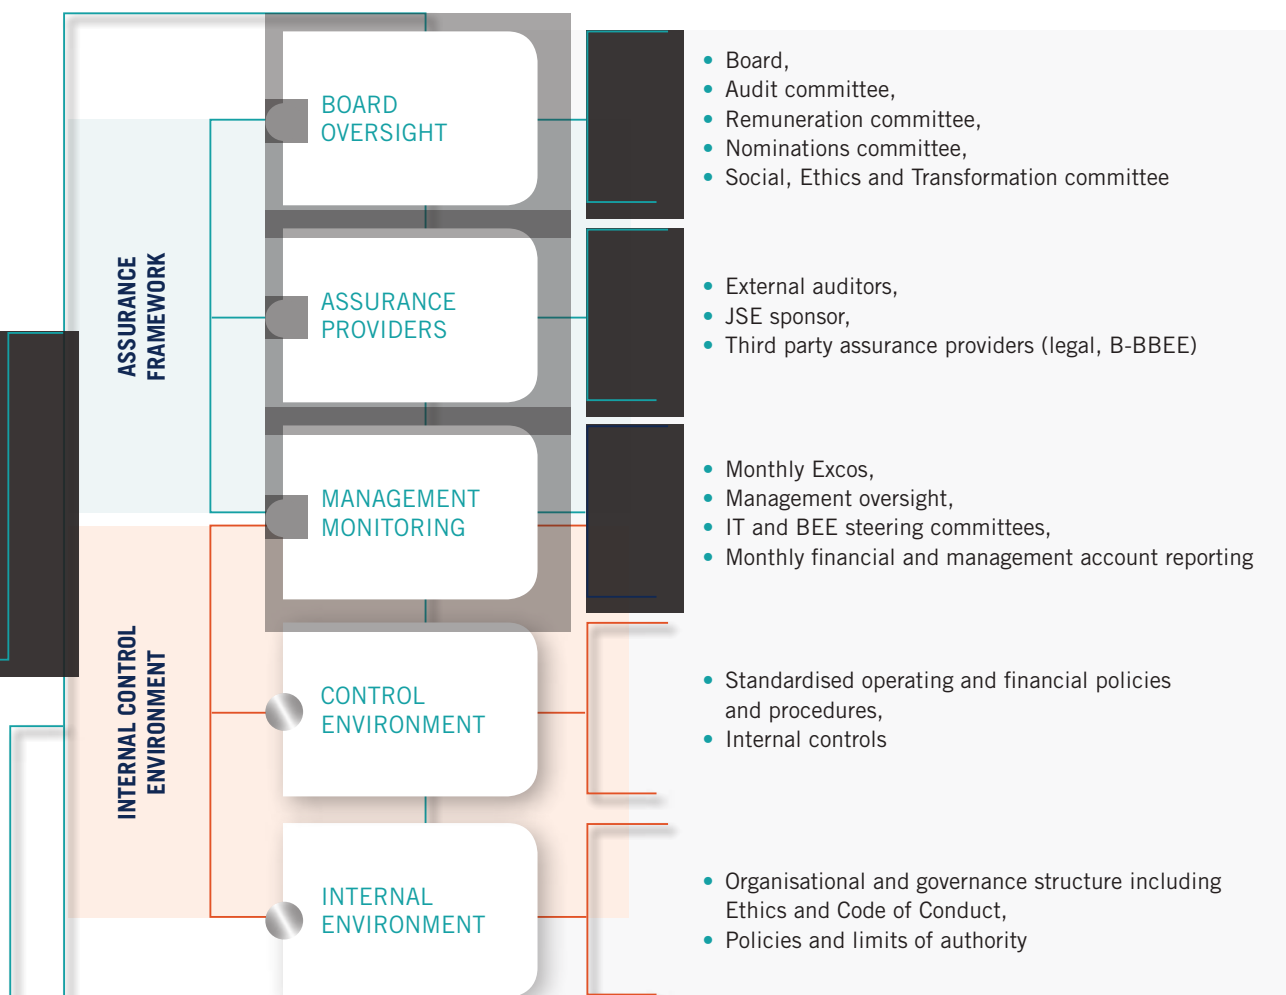 ASSURANCE
FRAMEWORK
BOARD
OVERSIGHT
• Board,
• Audit committee,
• Remuneration committee,
• Nominations committee,
• Social, Ethics and Transformation committee
ASSURANCE
PROVIDERS
• External auditors,
• JSE sponsor,
• Third party assurance providers (legal, B-BBEE)
MANAGEMENT
MONITORING
• Monthly Excos,
• Management oversight,
• IT and BEE steering committees,
• Monthly financial and management account reporting
INTERNAL CONTROL
ENVIRONMENT
CONTROL
ENVIRONMENT
• Standardised operating and financial policies
and procedures,
• Internal controls
INTERNAL
ENVIRONMENT
• Organisational and governance structure including
Ethics and Code of Conduct,
• Policies and limits of authority